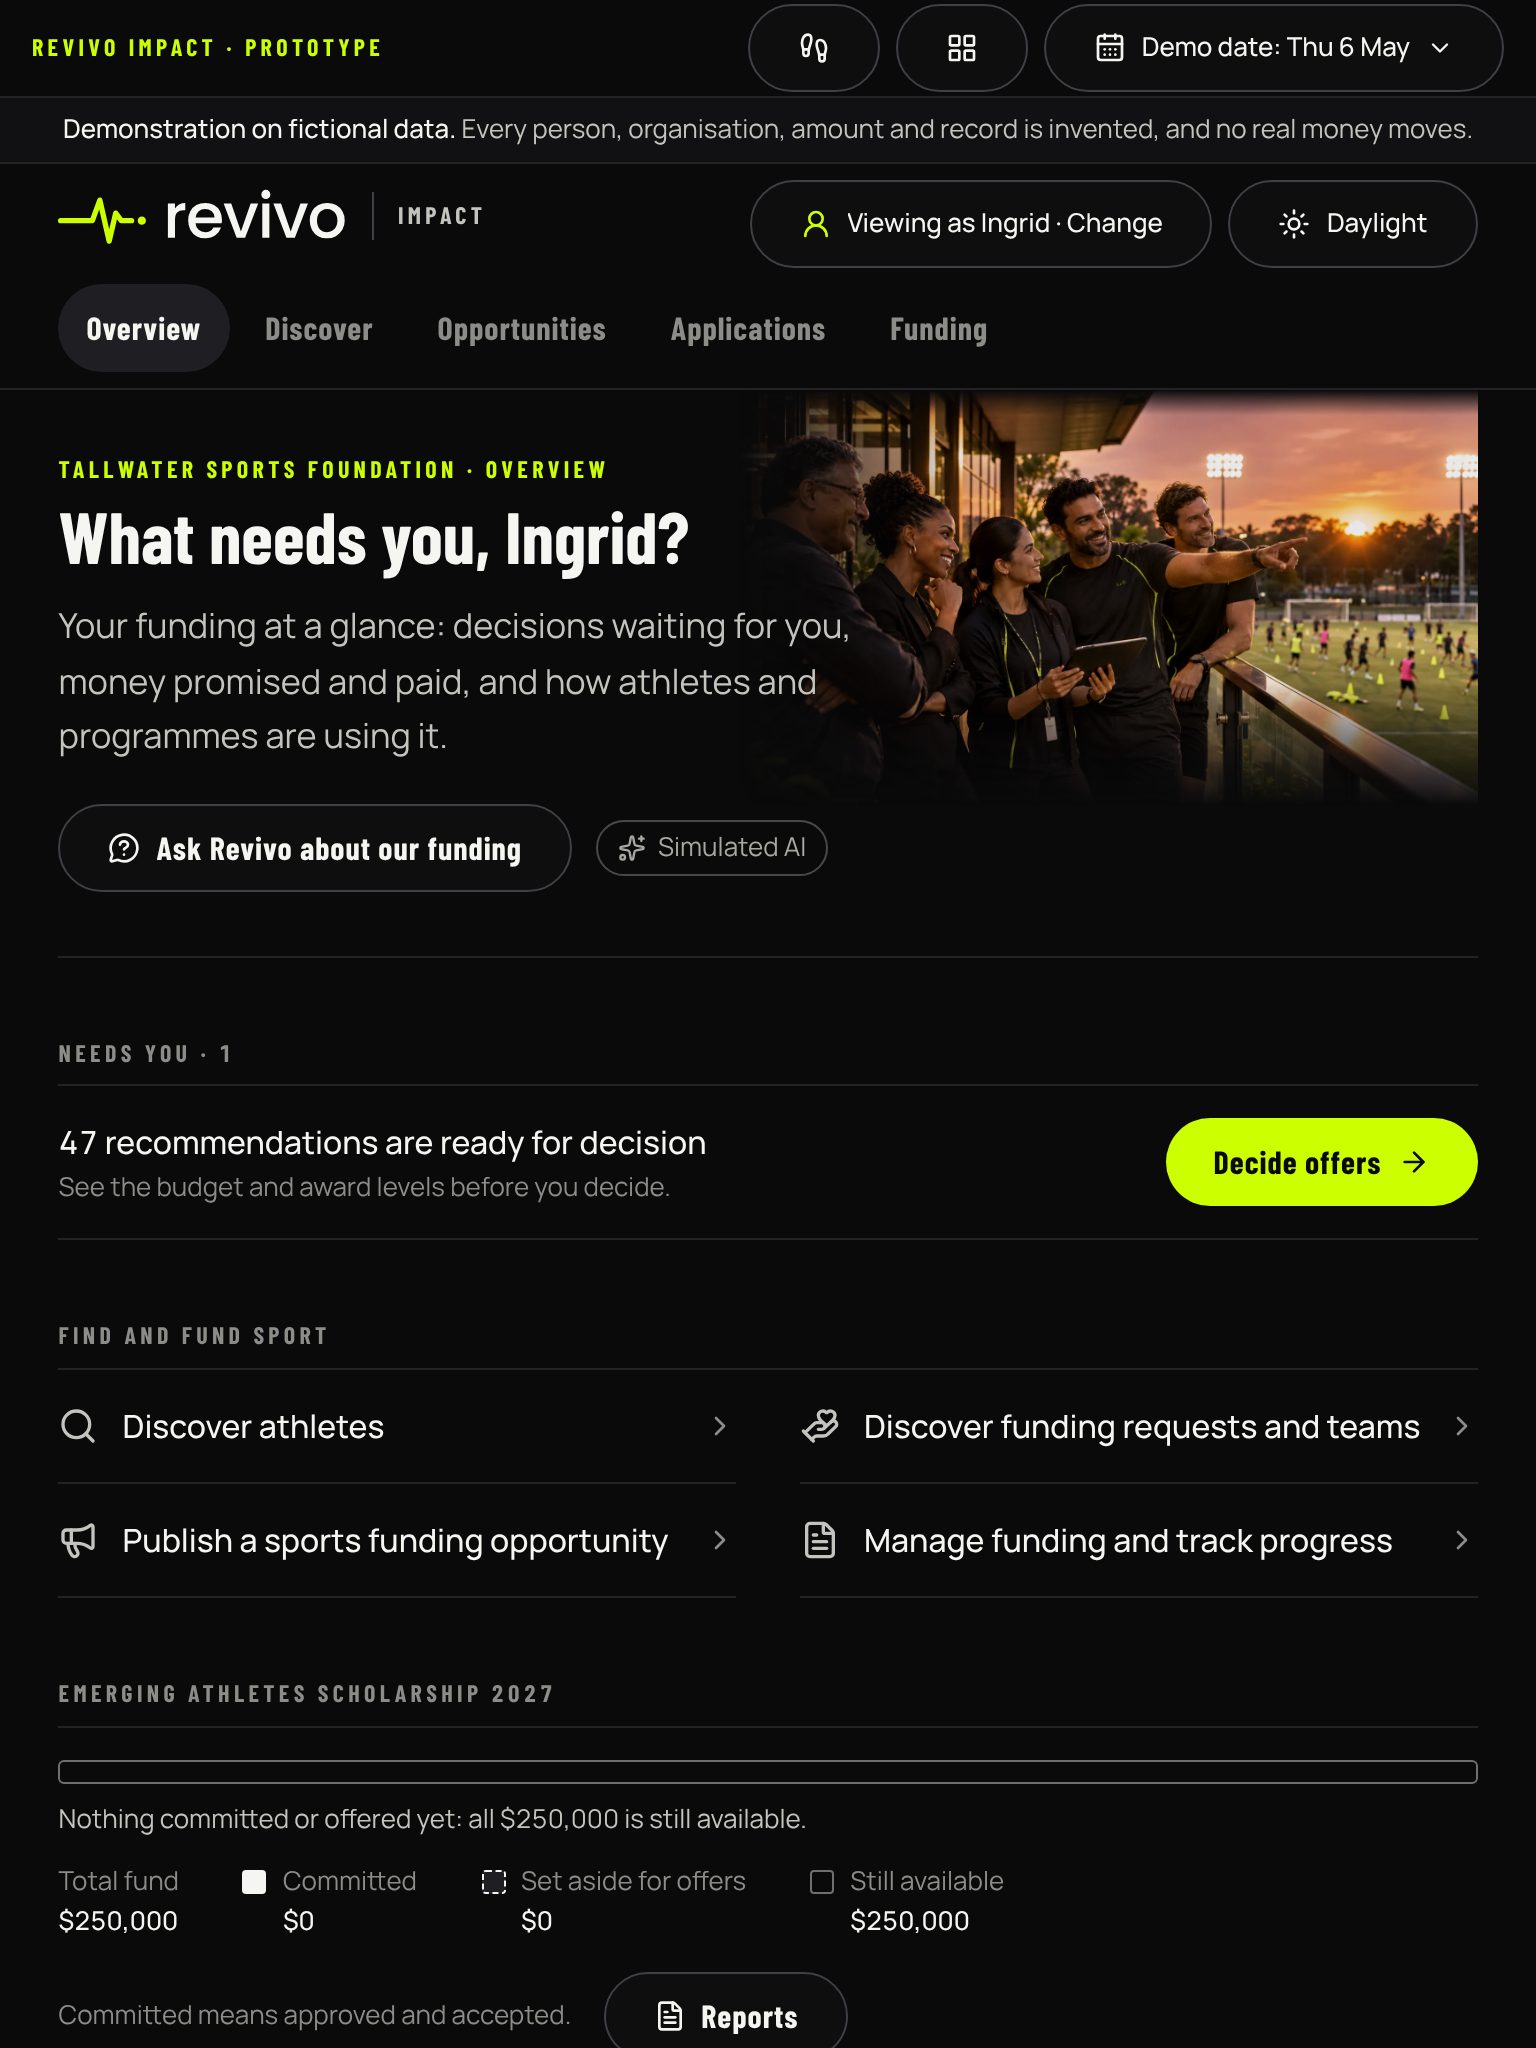 REVIVO IMPACT · PROTOTYPE
Demo date: Thu 6 May
Demonstration on fictional data. Every person, organisation, amount and record is invented, and no real money moves.
revivo IMPACT
Viewing as Ingrid · Change
Daylight
Overview Discover Opportunities Applications Funding
TALLWATER SPORTS FOUNDATION · OVERVIEW
What needs you, Ingrid?
Your funding at a glance: decisions waiting for you,
money promised and paid, and how athletes and
programmes are using it.
Ask Revivo about our funding
Simulated AI
NEEDS YOU · 1
47 recommendations are ready for decision
See the budget and award levels before you decide.
Decide offers
FIND AND FUND SPORT
Discover athletes
Discover funding requests and teams
Publish a sports funding opportunity
Manage funding and track progress
EMERGING ATHLETES SCHOLARSHIP 2027
Nothing committed or offered yet: all $250,000 is still available.
Total fund Committed Set aside for offers Still available
$250,000 $0 $0 $250,000
Committed means approved and accepted.
Reports